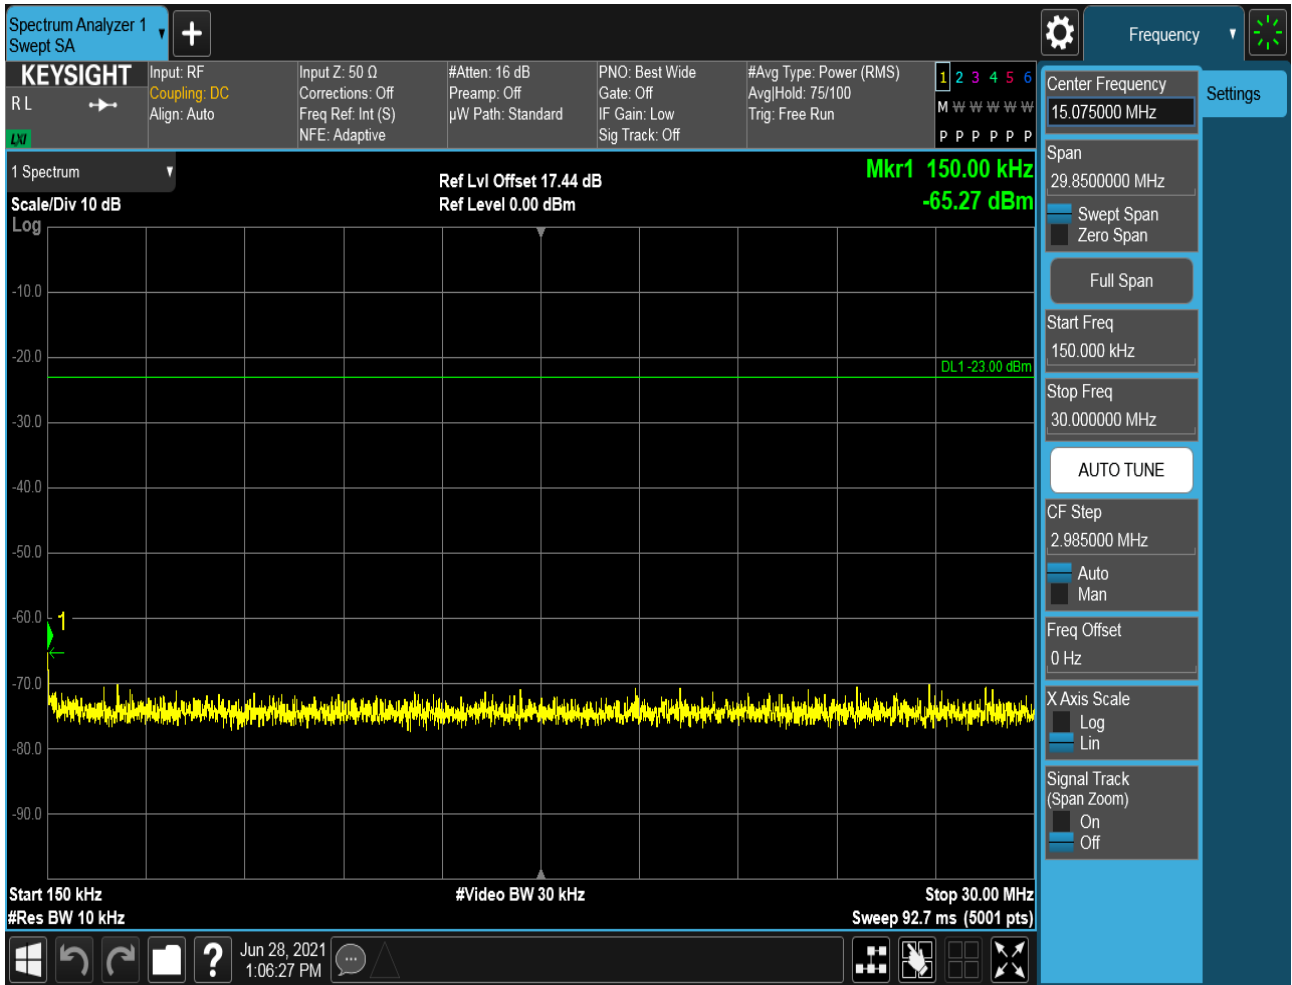 Spectrum Analyzer 1
Swept SA
Frequency
KEYSIGHT
R L
LXI
Input: RF
Coupling: DC
Align: Auto
Input Z: 50 Ω
Corrections: Off
Freq Ref: Int (S)
NFE: Adaptive
#Atten: 16 dB
Preamp: Off
µW Path: Standard
PNO: Best Wide
Gate: Off
IF Gain: Low
Sig Track: Off
#Avg Type: Power (RMS)
Avg|Hold: 75/100
Trig: Free Run
1 2 3 4 5 6
M W W W W W
P P P P P P
1 Spectrum
Scale/Div 10 dB
Log
Ref Lvl Offset 17.44 dB
Ref Level 0.00 dBm
Mkr1 150.00 kHz
-65.27 dBm
-10.0
-20.0
DL1 -23.00 dBm
-30.0
-40.0
-50.0
-60.0
1
-70.0
-80.0
-90.0
Start 150 kHz
#Res BW 10 kHz
#Video BW 30 kHz
Stop 30.00 MHz
Sweep 92.7 ms (5001 pts)
?
Jun 28, 2021
1:06:27 PM
Center Frequency
15.075000 MHz
Settings
Span
29.8500000 MHz
Swept Span
Zero Span
Full Span
Start Freq
150.000 kHz
Stop Freq
30.000000 MHz
AUTO TUNE
CF Step
2.985000 MHz
Auto
Man
Freq Offset
0 Hz
X Axis Scale
Log
Lin
Signal Track
(Span Zoom)
On
Off